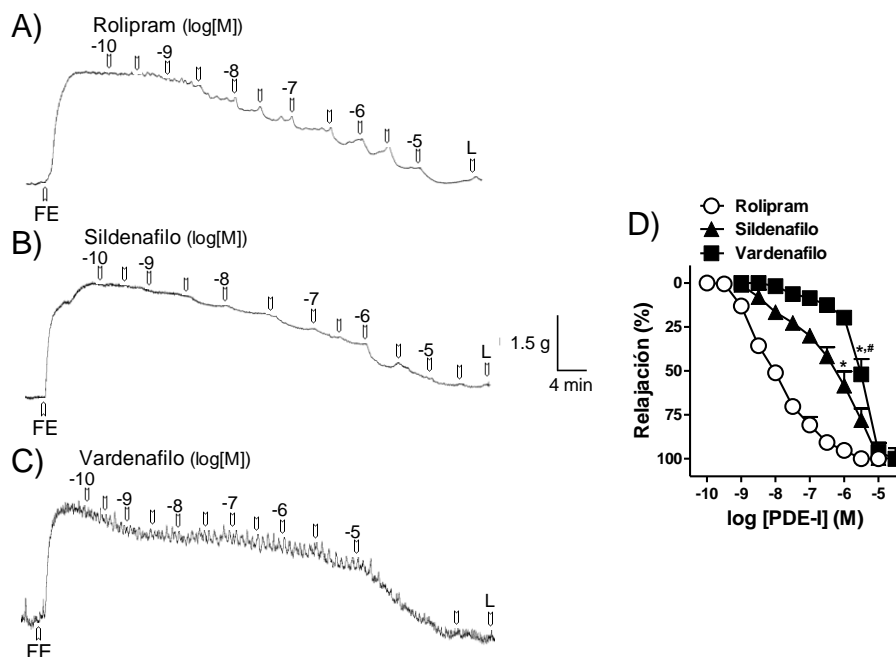 A)
Rolipram (log[M])
-10
-9
-8
-7
-6
-5
L
FE
B)
Sildenafilo (log[M])
-10
-9
-8
-7
-6
-5
L
FE
1.5 g
4 min
C)
Vardenafilo (log[M])
-10
-9
-8
-7
-6
-5
L
FE
D)
Rolipram
Sildenafilo
Vardenafilo
0
25
50
75
100
Relajación (%)
*
*,#
-10 -9 -8 -7 -6 -5
log [PDE-I] (M)